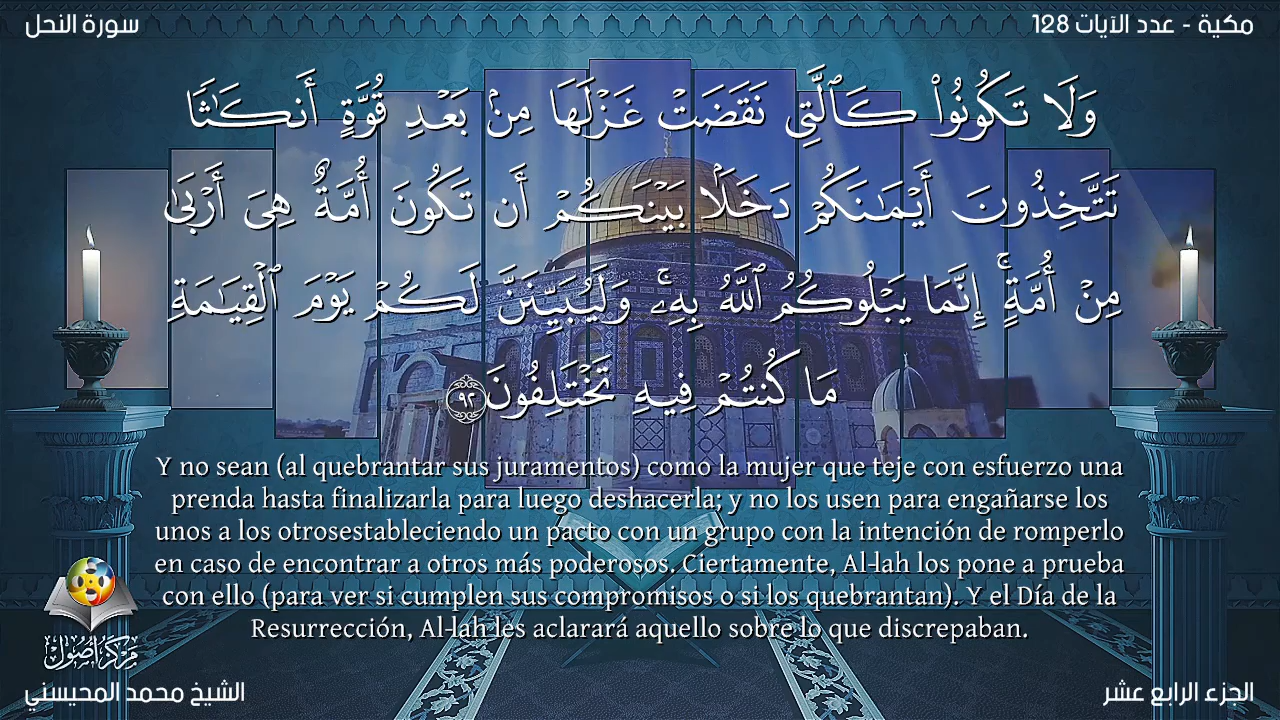 سورة النحل
مكية - عدد الآيات 128
وَلَا تَكُونُوا۟ كَٱلَّتِى نَقَضَتْ غَزْلَهَا مِنۢ بَعْدِ قُوَّةٍ أَنكَـٰثًا
تَتَّخِذُونَ أَيْمَـٰنَكُمْ دَخَلًۢا بَيْنَكُمْ أَن تَكُونَ أُمَّةٌ هِىَ أَرْبَىٰ
مِنْ أُمَّةٍ ۚ إِنَّمَا يَبْلُوكُمُ ٱللَّهُ بِهِۦ ۚ وَلَيُبَيِّنَنَّ لَكُمْ يَوْمَ ٱلْقِيَـٰمَةِ
مَا كُنتُمْ فِيهِ تَخْتَلِفُونَ ٩٢
Y no sean (al quebrantar sus juramentos) como la mujer que teje con esfuerzo una
prenda hasta finalizarla para luego deshacerla; y no los usen para engañarse los
unos a los otrosestableciendo un pacto con un grupo con la intención de romperlo
en caso de encontrar a otros más poderosos. Ciertamente, Al-lah los pone a prueba
con ello (para ver si cumplen sus compromisos o si los quebrantan). Y el Día de la
Resurrección, Al-lah les aclarará aquello sobre lo que discrepaban.
مركز أصول
الشيخ محمد المحيسني
الجزء الرابع عشر